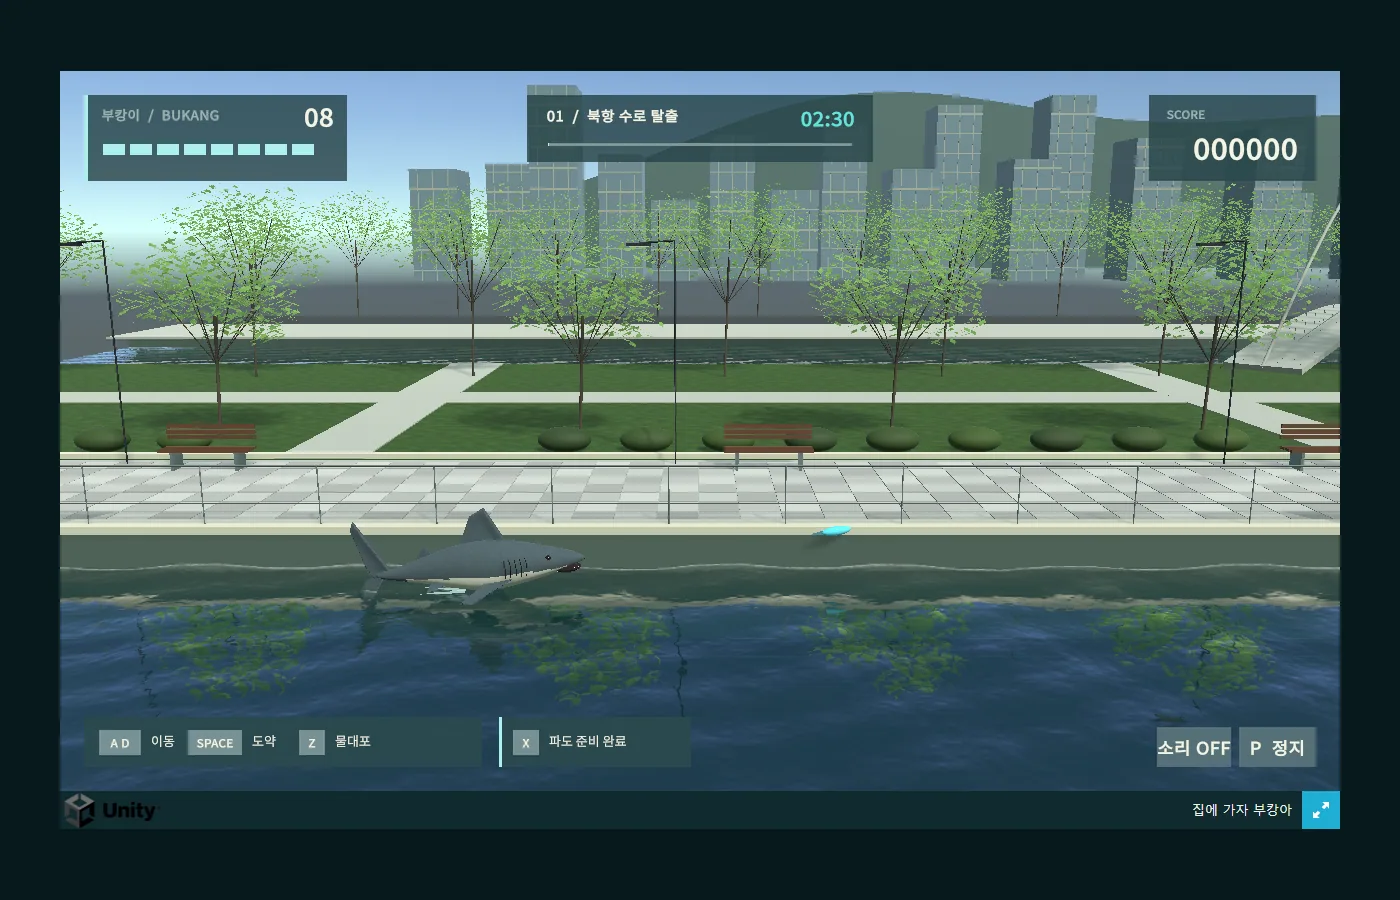 부캉이 / BUKANG
08
01 / 북항 수로 탈출
02:30
SCORE
000000
A D 이동 SPACE 도약 Z 물대포
X 파도 준비 완료
소리 OFF
P 정지
Unity
집에 가자 부캉아